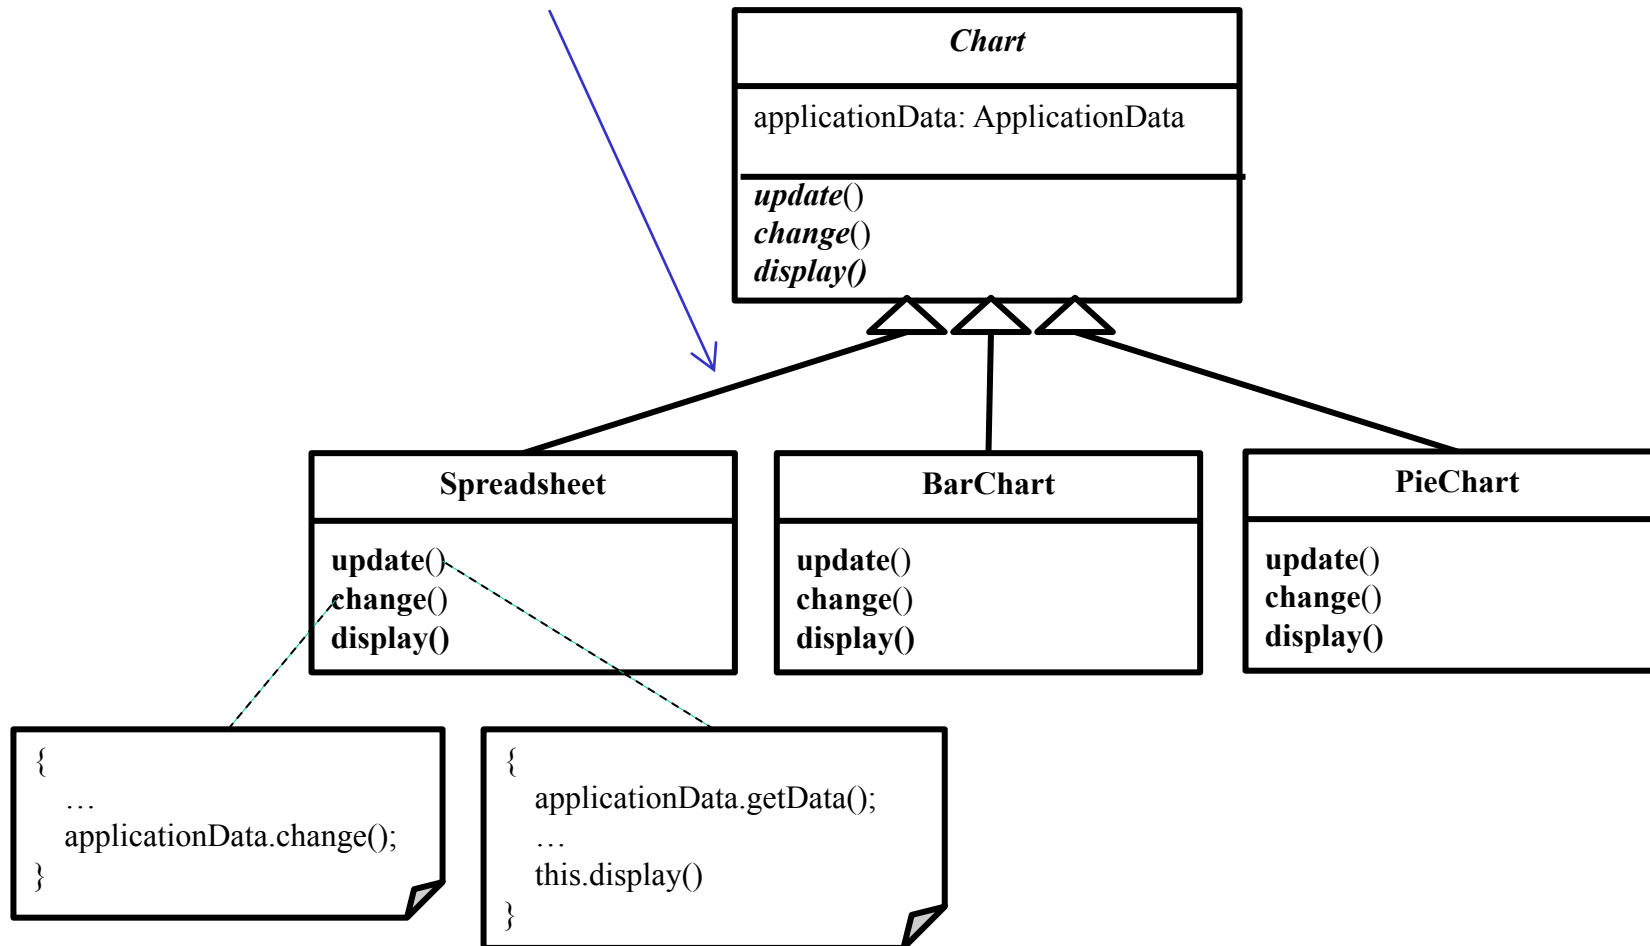 Chart
applicationData: ApplicationData
update()
change()
display()
Spreadsheet
update()
change()
display()
BarChart
update()
change()
display()
PieChart
update()
change()
display()
{
…
applicationData.change();
}
{
applicationData.getData();
…
this.display()
}